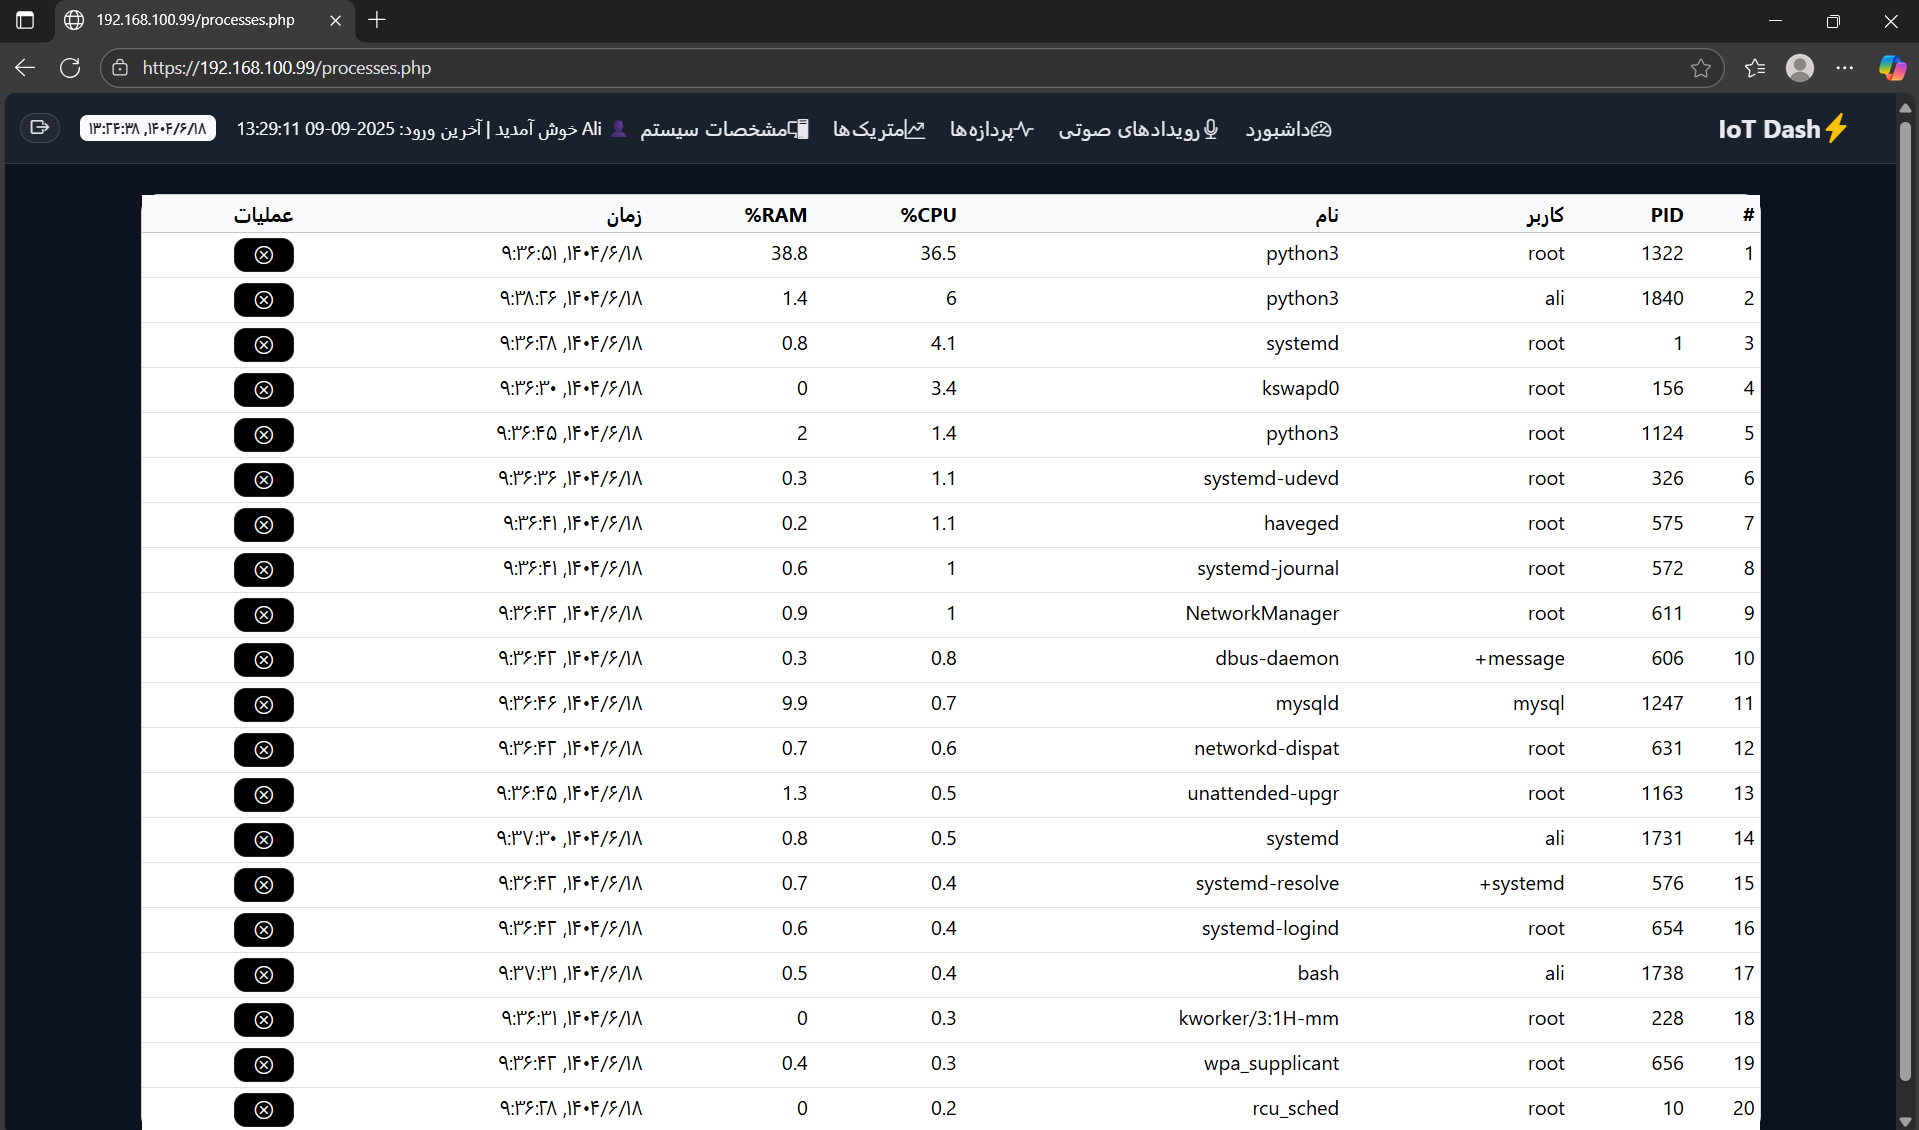 192.168.100.99/processes.php
https://192.168.100.99/processes.php
IoT Dash
داشبورد رویدادهای صوتی پردازه‌ها متریک‌ها مشخصات سیستم
Ali خوش آمدید | آخرین ورود: 2025-09-09 13:29:11
۱۴۰۴/۶/۱۸, ۱۳:۲۴:۳۸
# PID کاربر نام CPU% RAM% زمان عملیات
1 1322 root python3 36.5 38.8 ۱۴۰۴/۶/۱۸, ۹:۳۶:۵۱
2 1840 ali python3 6 1.4 ۱۴۰۴/۶/۱۸, ۹:۳۸:۲۶
3 1 root systemd 4.1 0.8 ۱۴۰۴/۶/۱۸, ۹:۳۶:۲۸
4 156 root kswapd0 3.4 0 ۱۴۰۴/۶/۱۸, ۹:۳۶:۳۰
5 1124 root python3 1.4 2 ۱۴۰۴/۶/۱۸, ۹:۳۶:۴۵
6 326 root systemd-udevd 1.1 0.3 ۱۴۰۴/۶/۱۸, ۹:۳۶:۳۶
7 575 root haveged 1.1 0.2 ۱۴۰۴/۶/۱۸, ۹:۳۶:۴۱
8 572 root systemd-journal 1 0.6 ۱۴۰۴/۶/۱۸, ۹:۳۶:۴۱
9 611 root NetworkManager 1 0.9 ۱۴۰۴/۶/۱۸, ۹:۳۶:۴۲
10 606 message+ dbus-daemon 0.8 0.3 ۱۴۰۴/۶/۱۸, ۹:۳۶:۴۲
11 1247 mysql mysqld 0.7 9.9 ۱۴۰۴/۶/۱۸, ۹:۳۶:۴۶
12 631 root networkd-dispat 0.6 0.7 ۱۴۰۴/۶/۱۸, ۹:۳۶:۴۲
13 1163 root unattended-upgr 0.5 1.3 ۱۴۰۴/۶/۱۸, ۹:۳۶:۴۵
14 1731 ali systemd 0.5 0.8 ۱۴۰۴/۶/۱۸, ۹:۳۷:۳۰
15 576 systemd+ systemd-resolve 0.4 0.7 ۱۴۰۴/۶/۱۸, ۹:۳۶:۴۲
16 654 root systemd-logind 0.4 0.6 ۱۴۰۴/۶/۱۸, ۹:۳۶:۴۲
17 1738 ali bash 0.4 0.5 ۱۴۰۴/۶/۱۸, ۹:۳۷:۳۱
18 228 root kworker/3:1H-mm 0.3 0 ۱۴۰۴/۶/۱۸, ۹:۳۶:۳۱
19 656 root wpa_supplicant 0.3 0.4 ۱۴۰۴/۶/۱۸, ۹:۳۶:۴۲
20 10 root rcu_sched 0.2 0 ۱۴۰۴/۶/۱۸, ۹:۳۶:۲۸